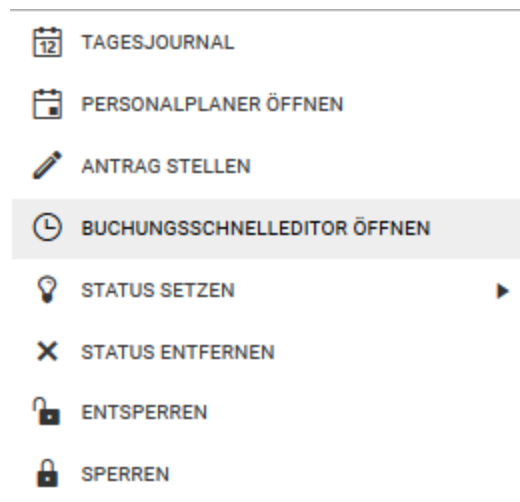 12 TAGESJOURNAL
PERSONALPLANER ÖFFNEN
ANTRAG STELLEN
BUCHUNGSSCHNELLEDITOR ÖFFNEN
STATUS SETZEN
STATUS ENTFERNEN
ENTSPERREN
SPERREN